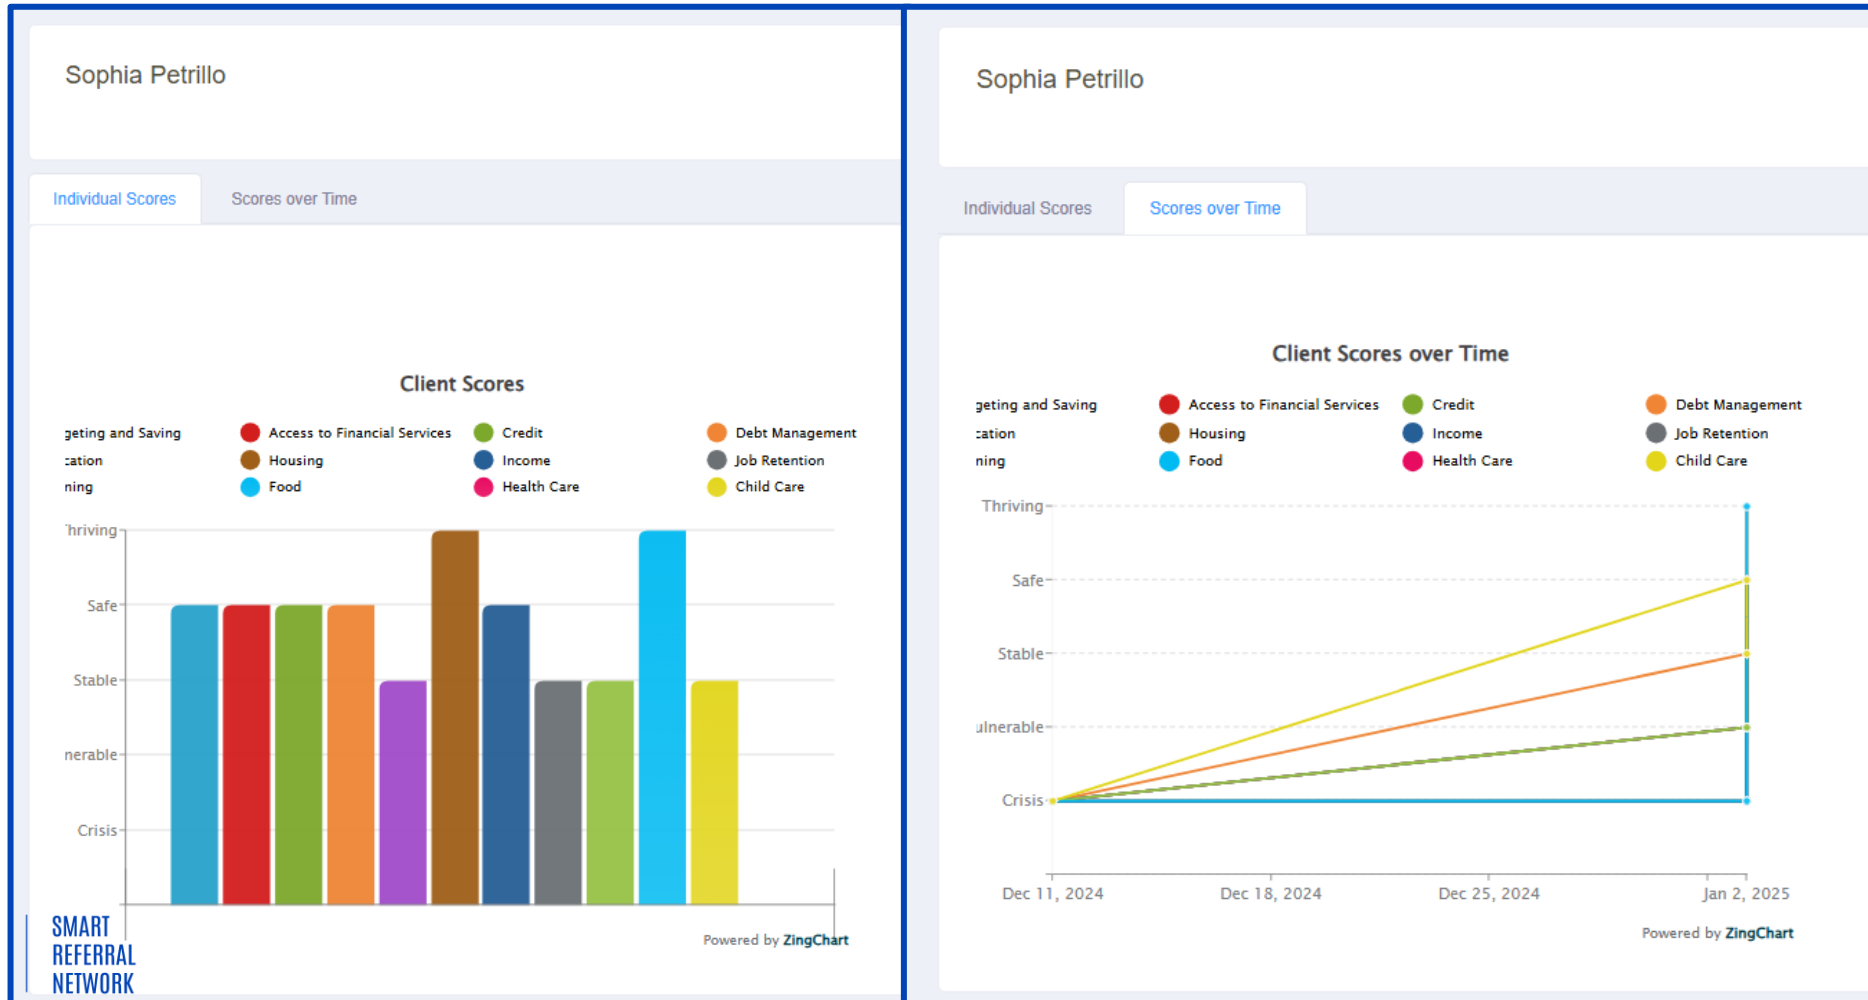 Sophia Petrillo
Individual Scores Scores over Time
Client Scores
geting and Saving Access to Financial Services Credit Debt Management
cation Housing Income Job Retention
ning Food Health Care Child Care
Thriving
Safe
Stable
nerable
Crisis
Powered by ZingChart
SMART
REFERRAL
NETWORK
Sophia Petrillo
Individual Scores Scores over Time
Client Scores over Time
geting and Saving Access to Financial Services Credit Debt Management
cation Housing Income Job Retention
ning Food Health Care Child Care
Thriving
Safe
Stable
ulnerable
Crisis
Dec 11, 2024 Dec 18, 2024 Dec 25, 2024 Jan 2, 2025
Powered by ZingChart